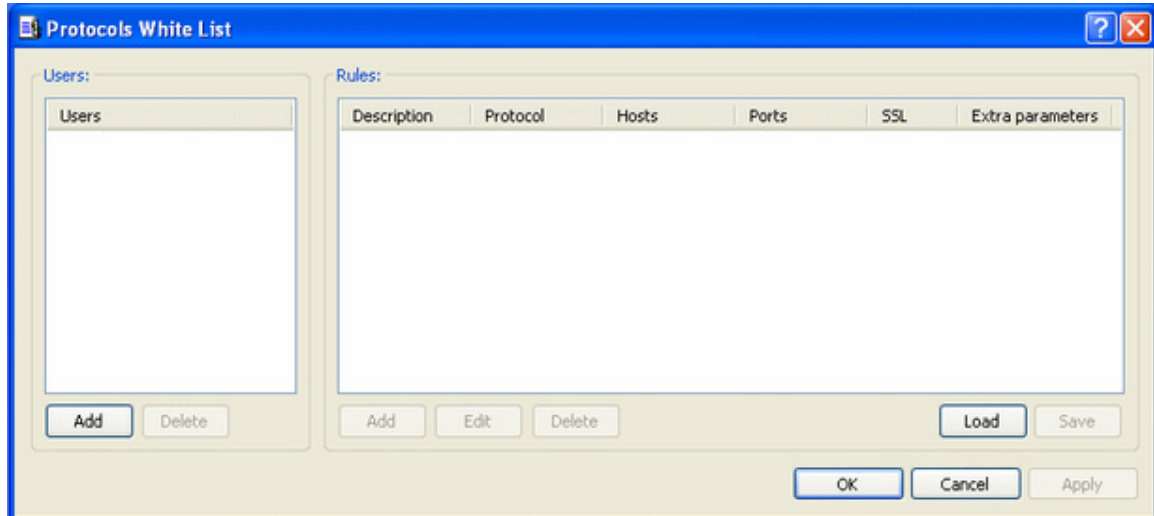 Protocols White List
Users: Rules:
Users Description Protocol Hosts Ports SSL Extra parameters
Add Delete Add Edit Delete Load Save
OK Cancel Apply